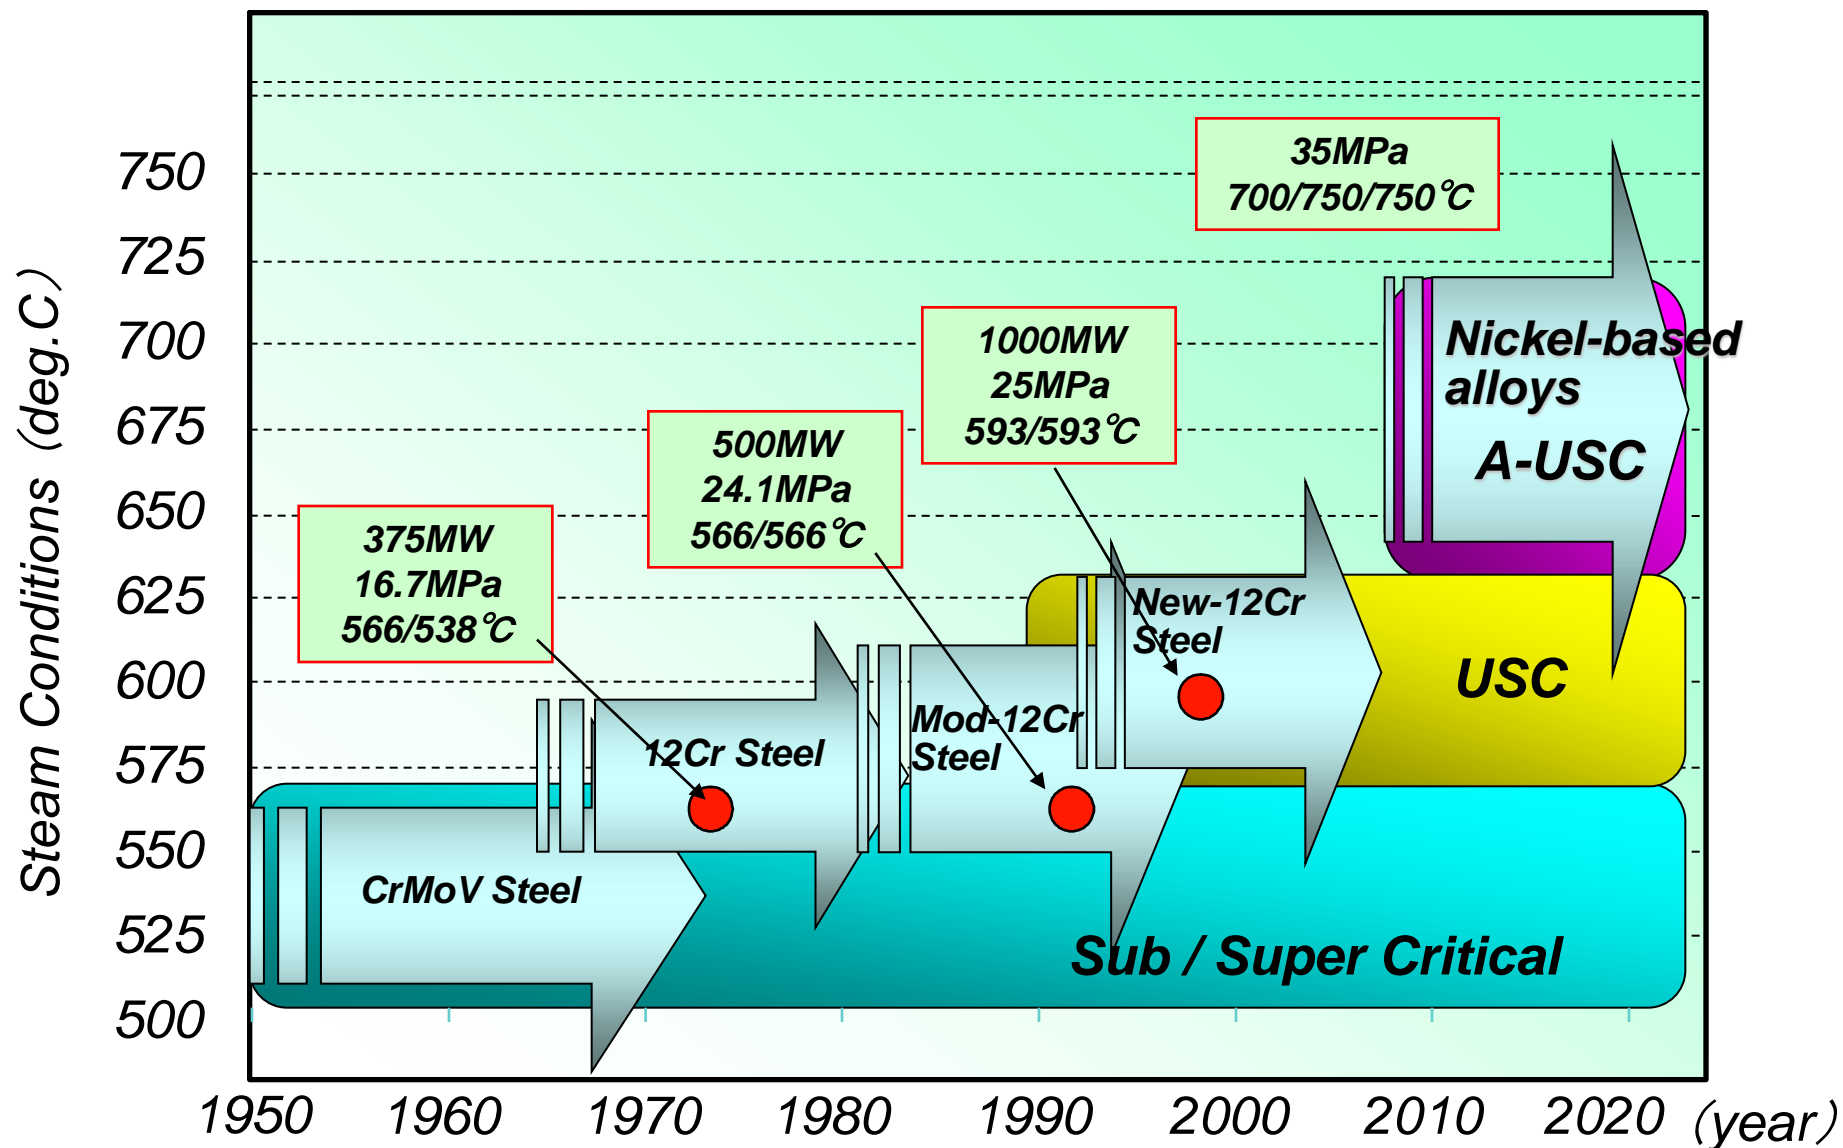 35MPa
700/750/750℃
750
725
700
675
650
625
600
575
550
525
500
Steam Conditions (deg.C)
1000MW
25MPa
593/593℃
Nickel-based
alloys
A-USC
500MW
24.1MPa
566/566℃
375MW
16.7MPa
566/538℃
New-12Cr
Steel
USC
Mod-12Cr
Steel
12Cr Steel
CrMoV Steel
Sub / Super Critical
1950 1960 1970 1980 1990 2000 2010 2020 (year)